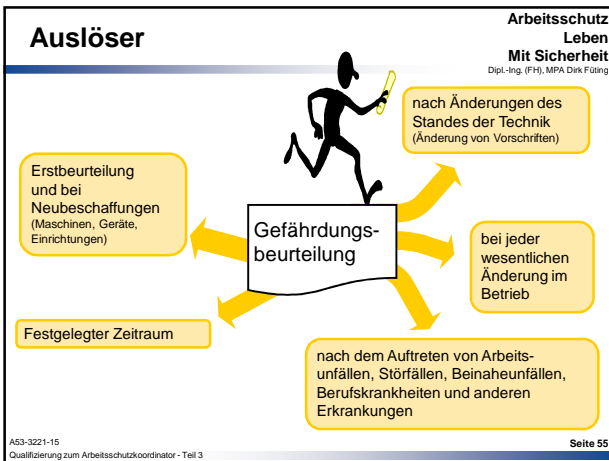 Auslöser
Arbeitsschutz
Leben
Mit Sicherheit
Dipl.-Ing. (FH), MPA Dirk Füting
nach Änderungen des
Standes der Technik
(Änderung von Vorschriften)
Erstbeurteilung
und bei
Neubeschaffungen
(Maschinen, Geräte,
Einrichtungen)
Gefährdungs-
beurteilung
bei jeder
wesentlichen
Änderung im
Betrieb
Festgelegter Zeitraum
nach dem Auftreten von Arbeits-
unfällen, Störfällen, Beinaheunfällen,
Berufskrankheiten und anderen
Erkrankungen
A53-3221-15
Qualifizierung zum Arbeitsschutzkoordinator - Teil 3
Seite 55